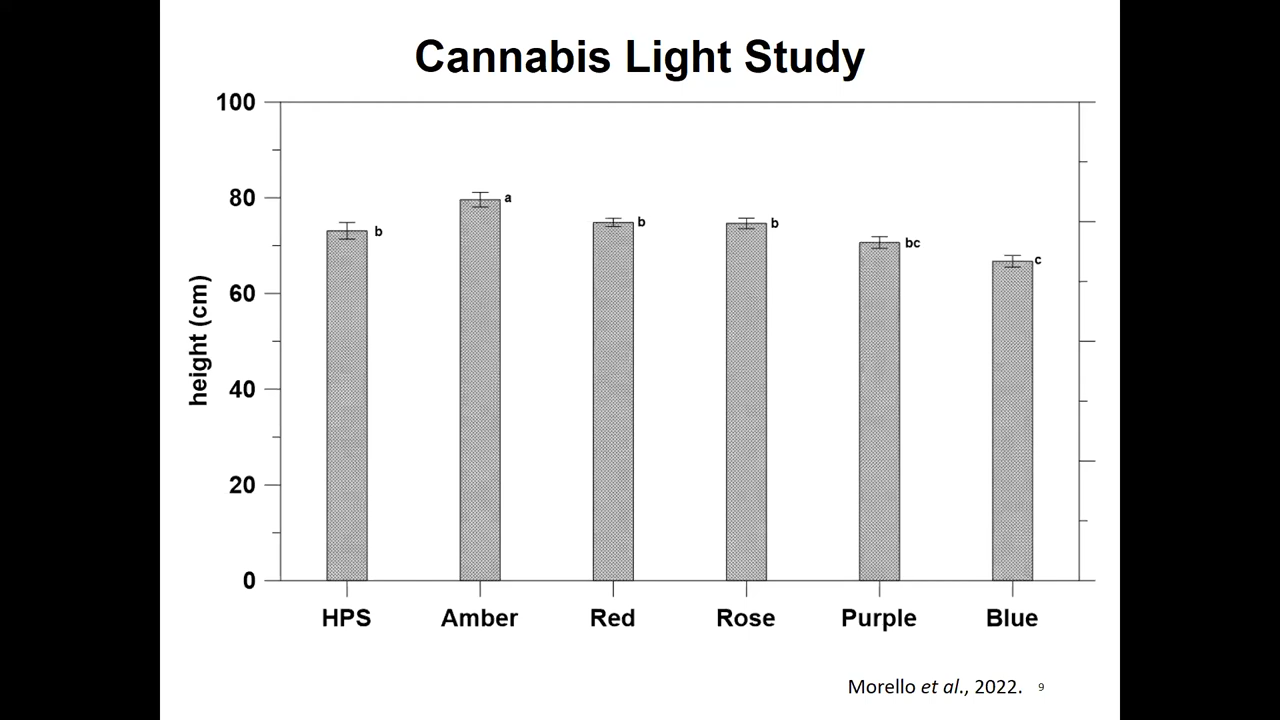 Cannabis Light Study
100
80
60
40
20
0
height (cm)
b
a
b
b
bc
c
HPS Amber Red Rose Purple Blue
Morello et al., 2022. 9